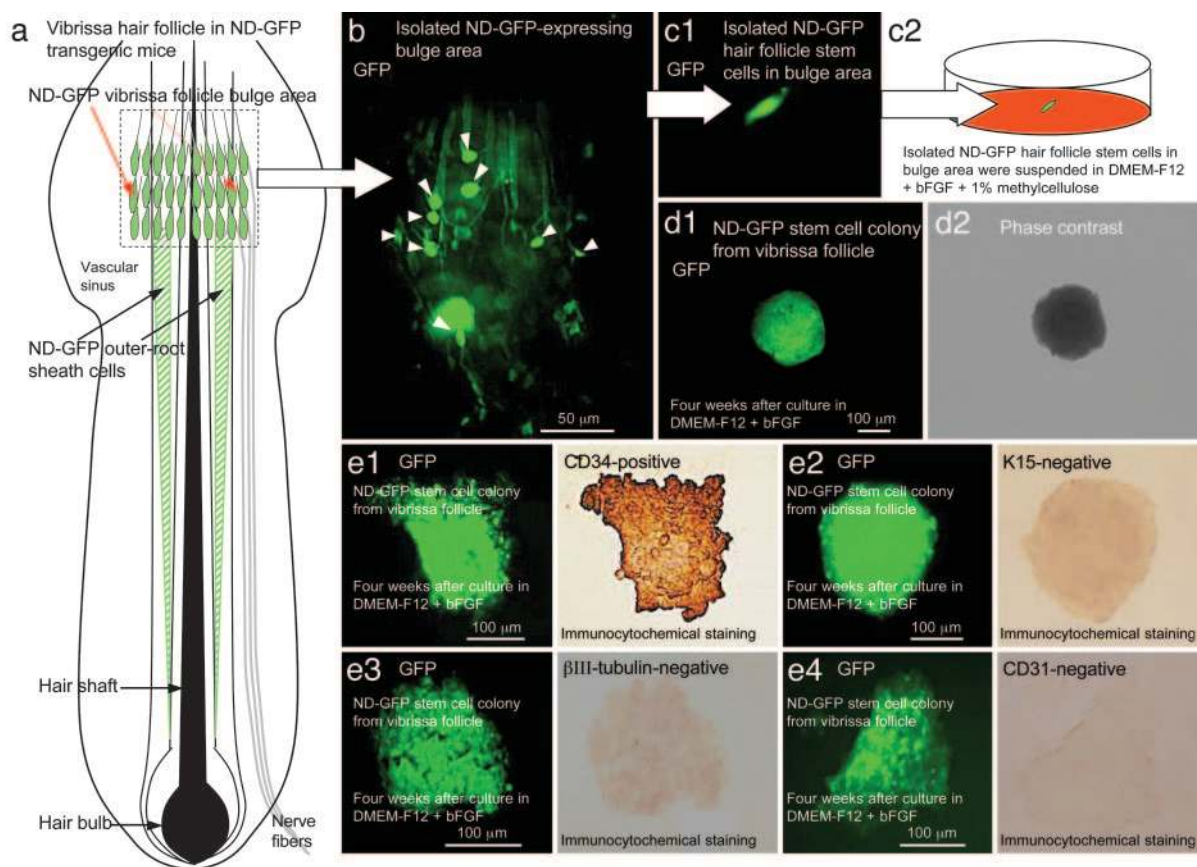 a
Vibrissa hair follicle in ND-GFP
transgenic mice
ND-GFP vibrissa follicle bulge area
Vascular
sinus
ND-GFP outer-root
sheath cells
Hair shaft
Hair bulb
Nerve
fibers
b
Isolated ND-GFP-expressing
bulge area
GFP
50 μm
c1
Isolated ND-GFP
hair follicle stem
cells in bulge area
GFP
c2
Isolated ND-GFP hair follicle stem cells in
bulge area were suspended in DMEM-F12
+ bFGF + 1% methylcellulose
d1
ND-GFP stem cell colony
from vibrissa follicle
GFP
Four weeks after culture in
DMEM-F12 + bFGF
100 μm
d2
Phase contrast
e1
GFP
ND-GFP stem cell colony
from vibrissa follicle
Four weeks after culture in
DMEM-F12 + bFGF
100 μm
CD34-positive
Immunocytochemical staining
e2
GFP
ND-GFP stem cell colony
from vibrissa follicle
Four weeks after culture in
DMEM-F12 + bFGF
100 μm
K15-negative
Immunocytochemical staining
e3
GFP
ND-GFP stem cell colony
from vibrissa follicle
Four weeks after culture in
DMEM-F12 + bFGF
100 μm
βIII-tubulin-negative
Immunocytochemical staining
e4
GFP
ND-GFP stem cell colony
from vibrissa follicle
Four weeks after culture in
DMEM-F12 + bFGF
100 μm
CD31-negative
Immunocytochemical staining